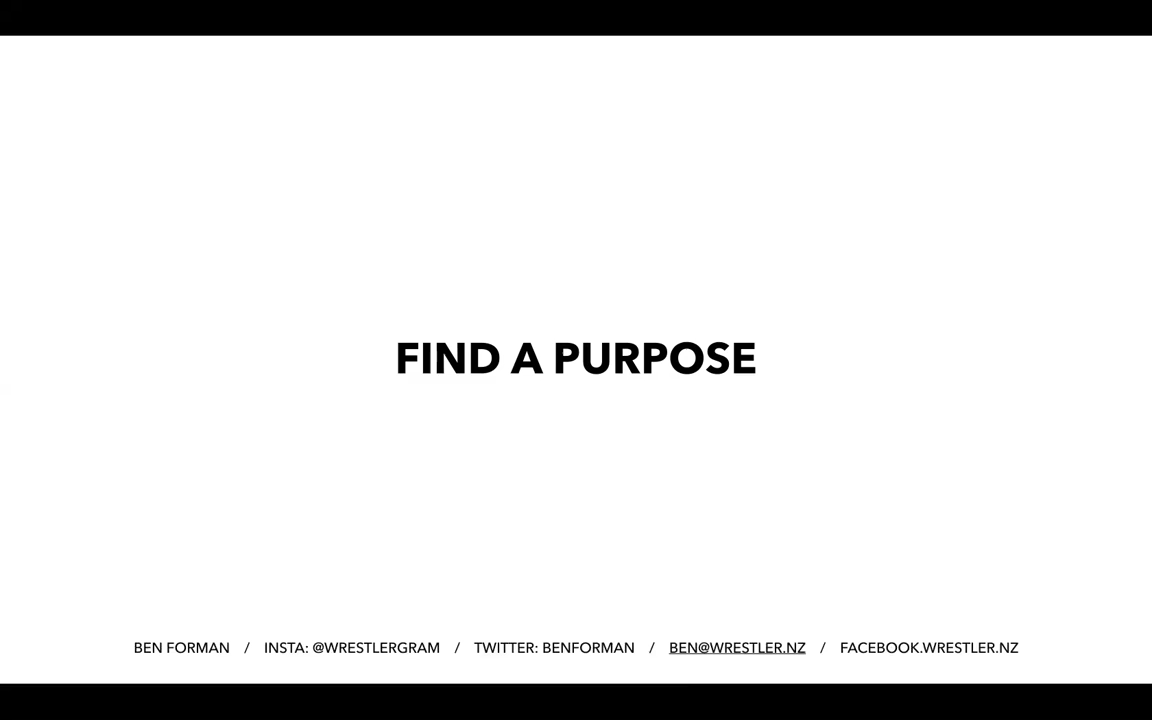 FIND A PURPOSE
BEN FORMAN / INSTA: @WRESTLERGRAM / TWITTER: BENFORMAN / BEN@WRESTLER.NZ / FACEBOOK.WRESTLER.NZ